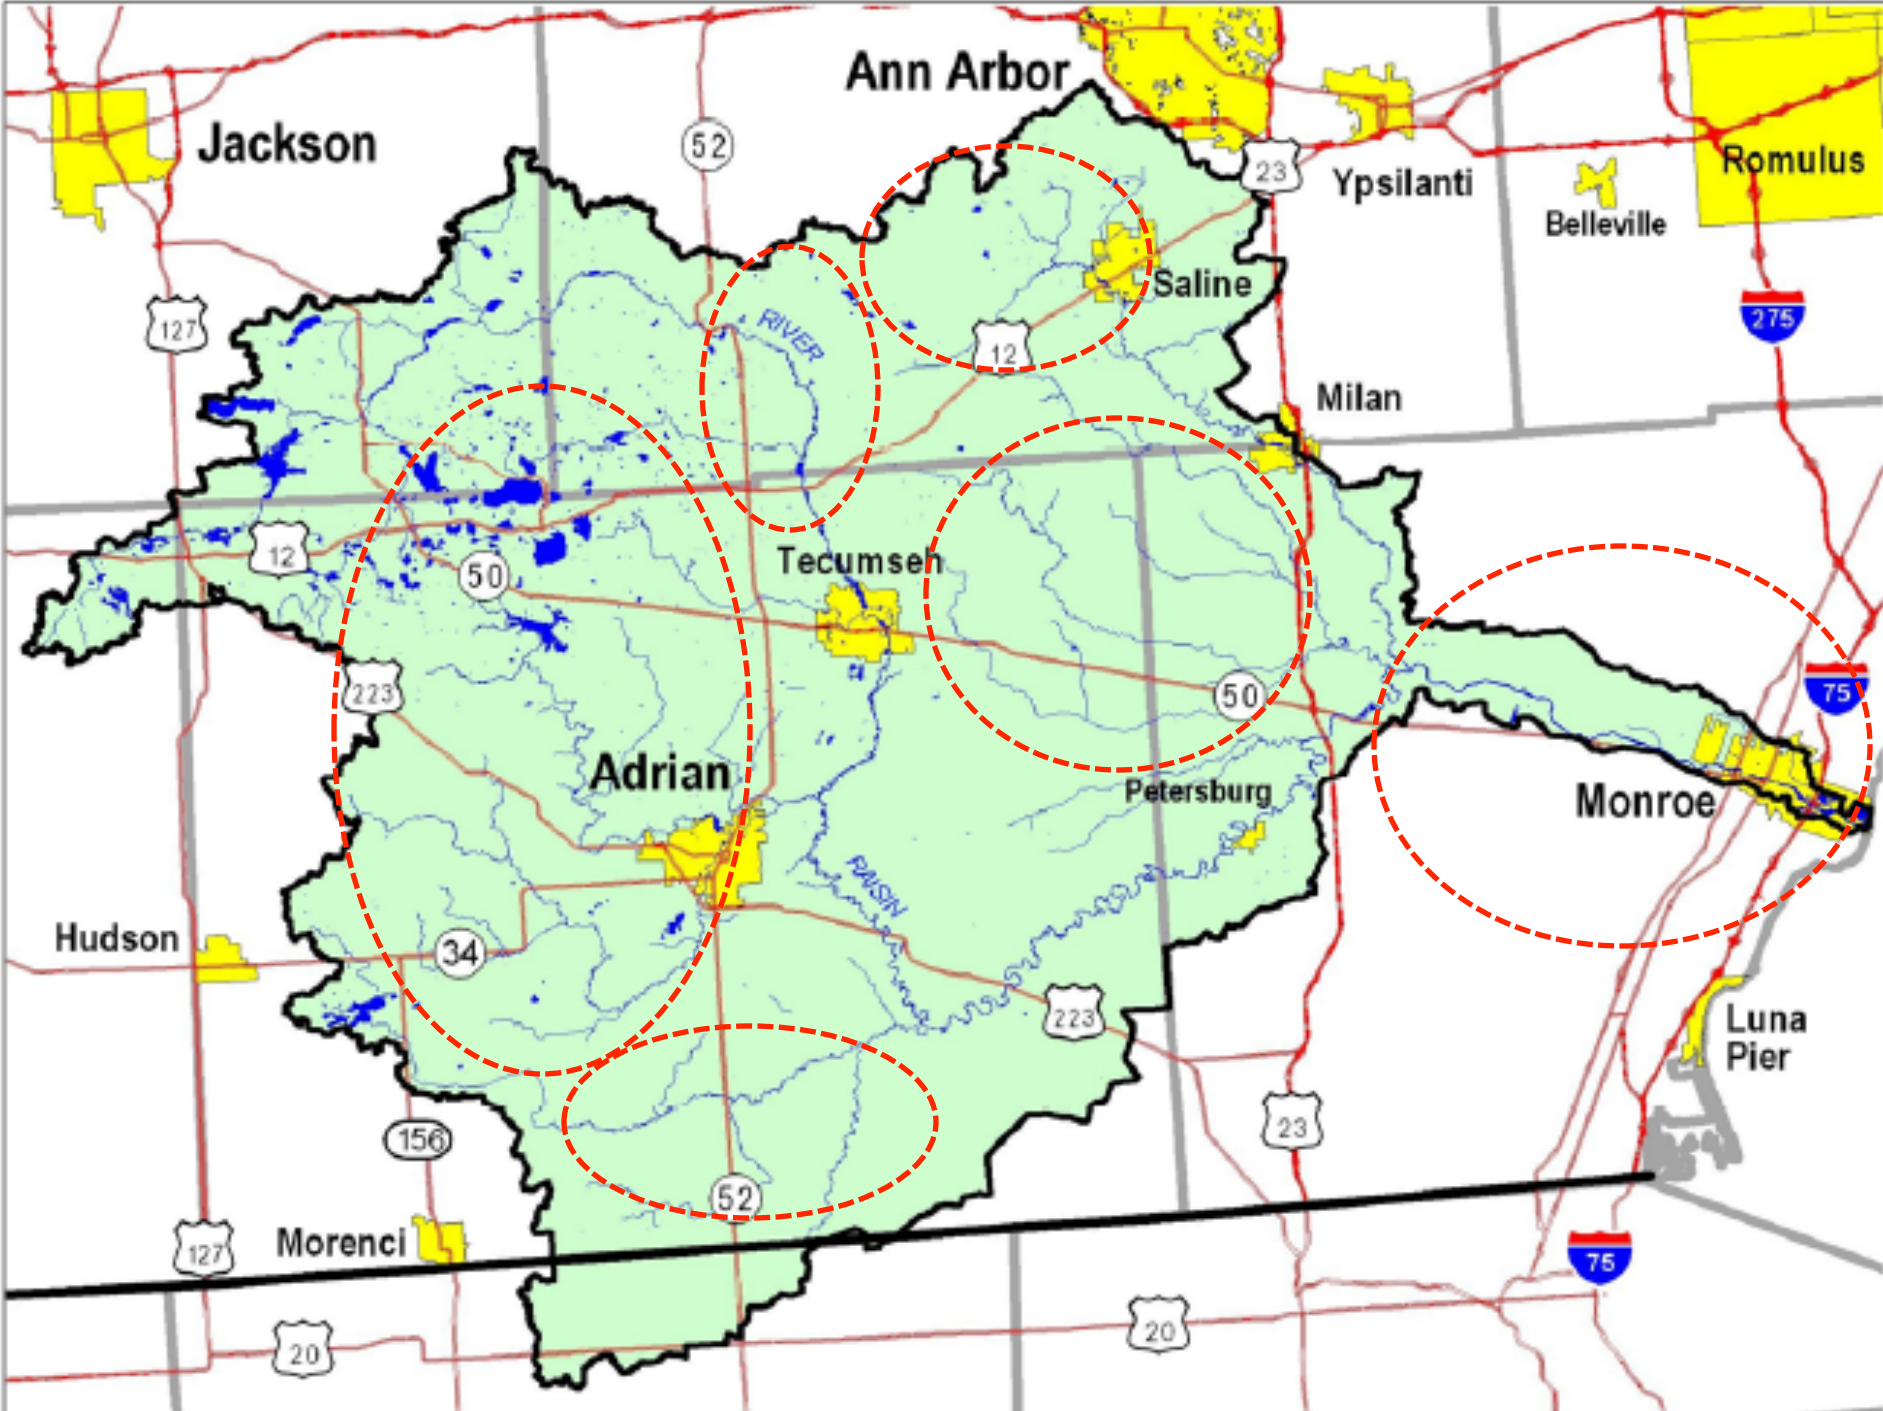 Ann Arbor
Jackson
52
23
Ypsilanti
Romulus
Belleville
Saline
127
RIVER
275
12
Milan
12
50
Tecumseh
223
50
75
Adrian
Petersburg
Monroe
RAISIN
Hudson
34
223
Luna
Pier
156
23
52
127
Morenci
75
20
20